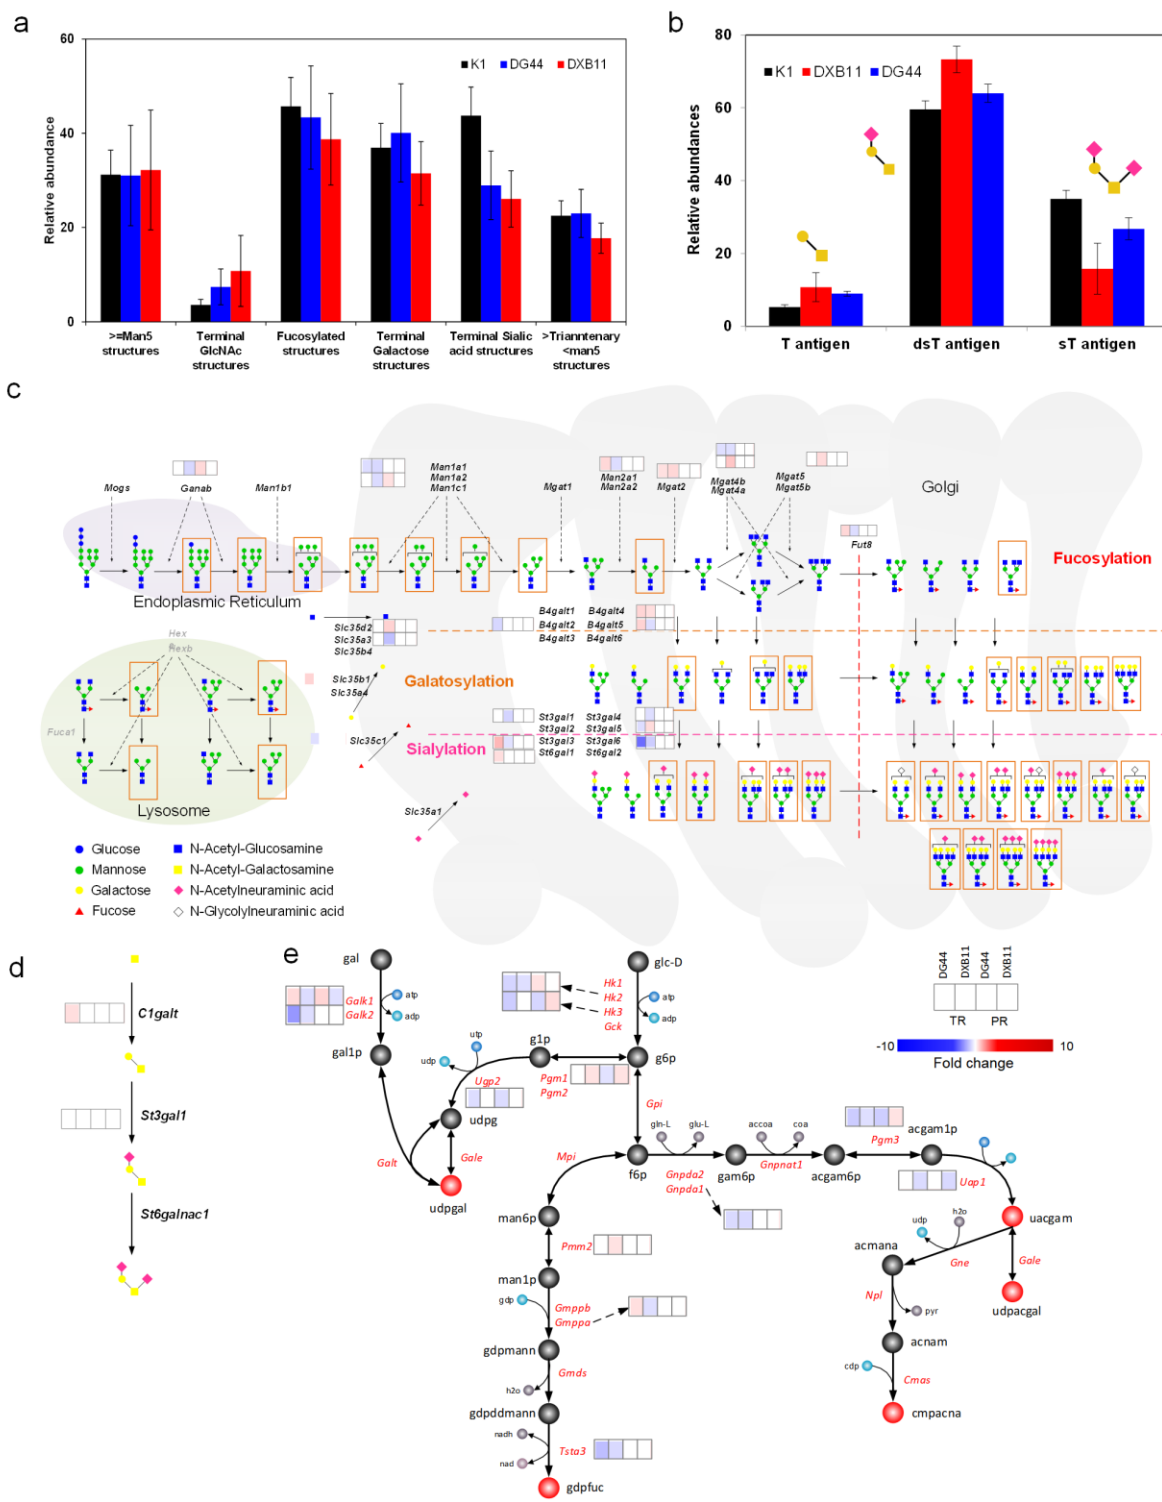 a
60
40
20
0
Relative abundance
K1 DG44 DXB11
>=Man5
structures
Terminal
GlcNAc
structures
Fucosylated
structures
Terminal
Galactose
structures
Terminal Sialic
acid structures
>Trianntenary
<man5
structures
b
80
60
40
20
0
Relative abundances
K1 DXB11 DG44
T antigen
dsT antigen
sT antigen
c
Mogs
Ganab
Man1b1
Man1a1
Man1a2
Man1c1
Mgat1
Man2a1
Man2a2
Mgat2
Mgat4b
Mgat4a
Mgat5
Mgat5b
Golgi
Fut8
Fucosylation
Endoplasmic Reticulum
Slc35d2
Slc35a3
Slc35b4
B4galt1 B4galt4
B4galt2 B4galt5
B4galt3 B4galt6
Hex
Hexb
Slc35b1
Slc35a4
Galatosylation
Fuca1
Slc35c1
Sialylation
St3gal1 St3gal4
St3gal2 St3gal5
St3gal3 St3gal6
St6gal1 St6gal2
Lysosome
Slc35a1
Glucose
N-Acetyl-Glucosamine
Mannose
N-Acetyl-Galactosamine
Galactose
N-Acetylneuraminic acid
Fucose
N-Glycolylneuraminic acid
d
C1galt
St3gal1
St6galnac1
e
gal
glc-D
Galk1
Galk2
atp
adp
Hk1
Hk2
Hk3
Gck
atp
adp
DG44
DXB11
DG44
DXB11
TR
PR
-10
10
Fold change
gal1p
utp
udp
g1p
g6p
Ugp2
Pgm1
Pgm2
udpg
Gpi
Galt
Gale
udpgal
Mpi
f6p
gln-L
glu-L
Gnpda2
Gnpda1
gam6p
accoa
coa
Gnpnat1
acgam6p
Pgm3
acgam1p
Uap1
man6p
Pmm2
man1p
gdp
Gmppb
Gmppa
gdpmann
Gmds
h2o
gdpddmann
nadh
nad
Tsta3
gdpfuc
uacgam
udp
h2o
acmana
Gne
Gale
udpacgal
Npl
pyr
acnam
cdp
Cmas
cmpacna